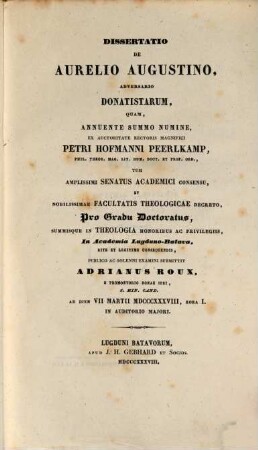 DISSERTATIO
DE
AURELIO AUGUSTINO,
ADVERSARIO
DONATISTARUM,
QUAM,
ANNUENTE SUMMO NUMINE,
EX AUCTORITATE RECTORIS MAGNIFICI
PETRI HOFMANNI PEERLKAMP,
PHIL. THEOR. MAG. LIT. HUM. DOCT. ET PROF. ORD.,
NEC NON
AMPLISSIMI SENATUS ACADEMICI CONSENSU,
ET
NOBILISSIMAE FACULTATIS THEOLOGICAE DECRETO,
Pro Gradu Doctoratus,
SUMMISQUE IN THEOLOGIA HONORIBUS AC PRIVILEGIIS,
In Academia Lugduno-Batava,
RITE ET LEGITIME CONSEQUENDIS,
PUBLICO AC SOLENNI EXAMINI SUBMITTIT
ADRIANUS ROUX,
E PROMONTORIO BONAE SPEI,
S. MIN. CAND.
AD DIEM VII MARTII MDCCCXXXVIII, HORA I.
IN AUDITORIO MAJORI.
LUGDUNI BATAVORUM,
APUD J. H. GEBHARD ET SOCIOS.
MDCCCXXXVIII.